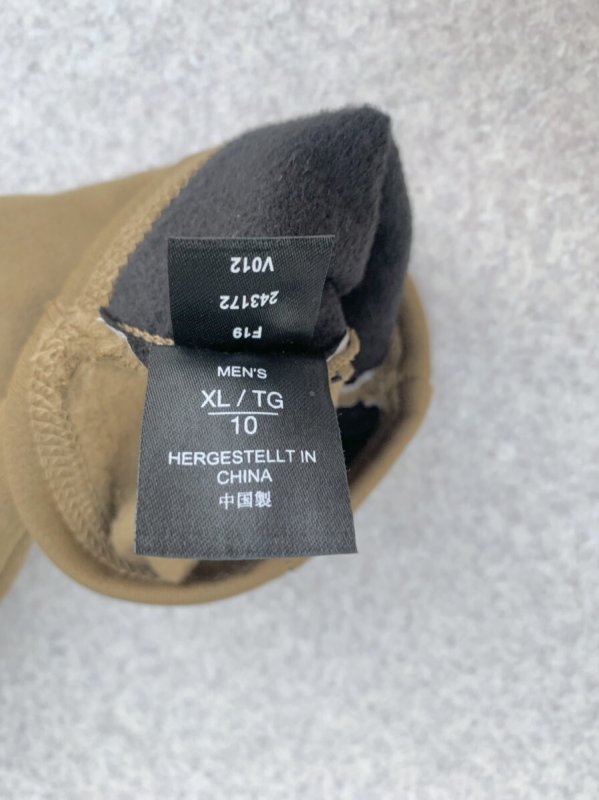 V012
243172
F19
MEN'S
XL / TG
10
HERGESTELLT IN
CHINA
中国製